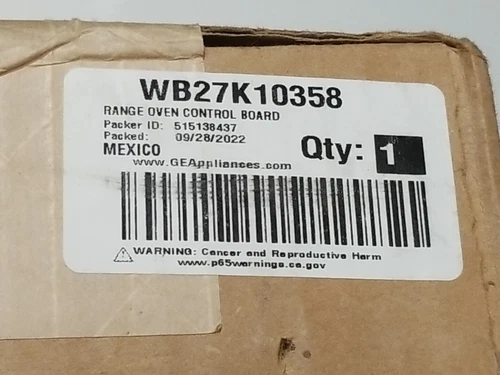 WB27K10358
RANGE OVEN CONTROL BOARD
Packer ID: 515138437
Packed: 09/28/2022
MEXICO
Qty: 1
www.GEAppliances.com
WARNING: Cancer and Reproductive Harm
www.p65warnings.ca.gov